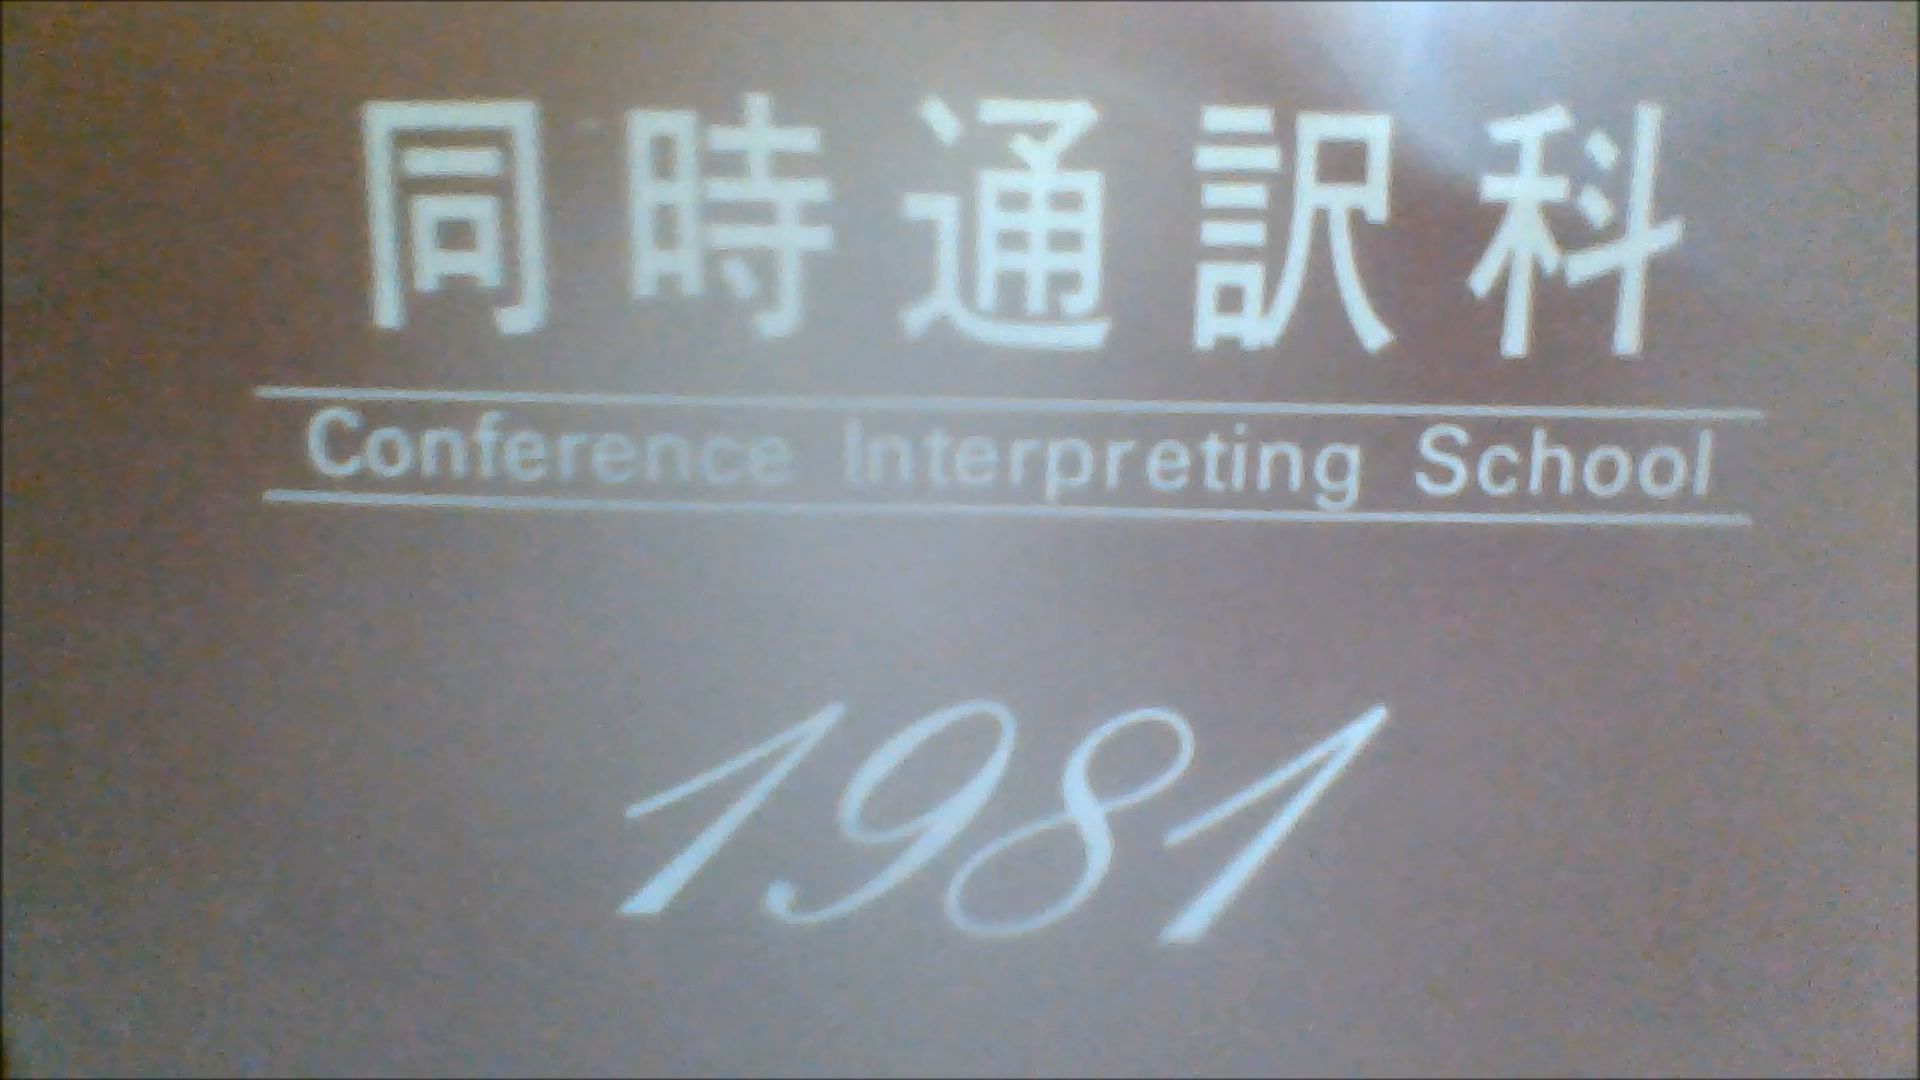 同時通訳科
Conference Interpreting School
1981